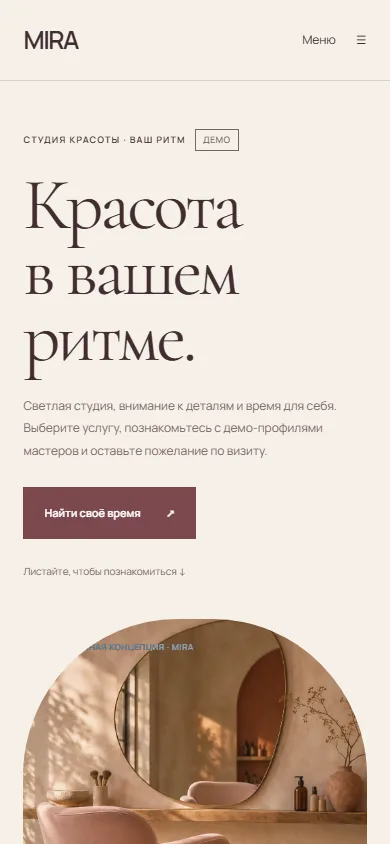 MIRA
Меню ☰
СТУДИЯ КРАСОТЫ · ВАШ РИТМ ДЕМО
Красота
в вашем
ритме.
Светлая студия, внимание к деталям и время для себя.
Выберите услугу, познакомьтесь с демо-профилями
мастеров и оставьте пожелание по визиту.
Найти своё время ↗
Листайте, чтобы познакомиться ↓
КОНЦЕПЦИЯ · MIRA